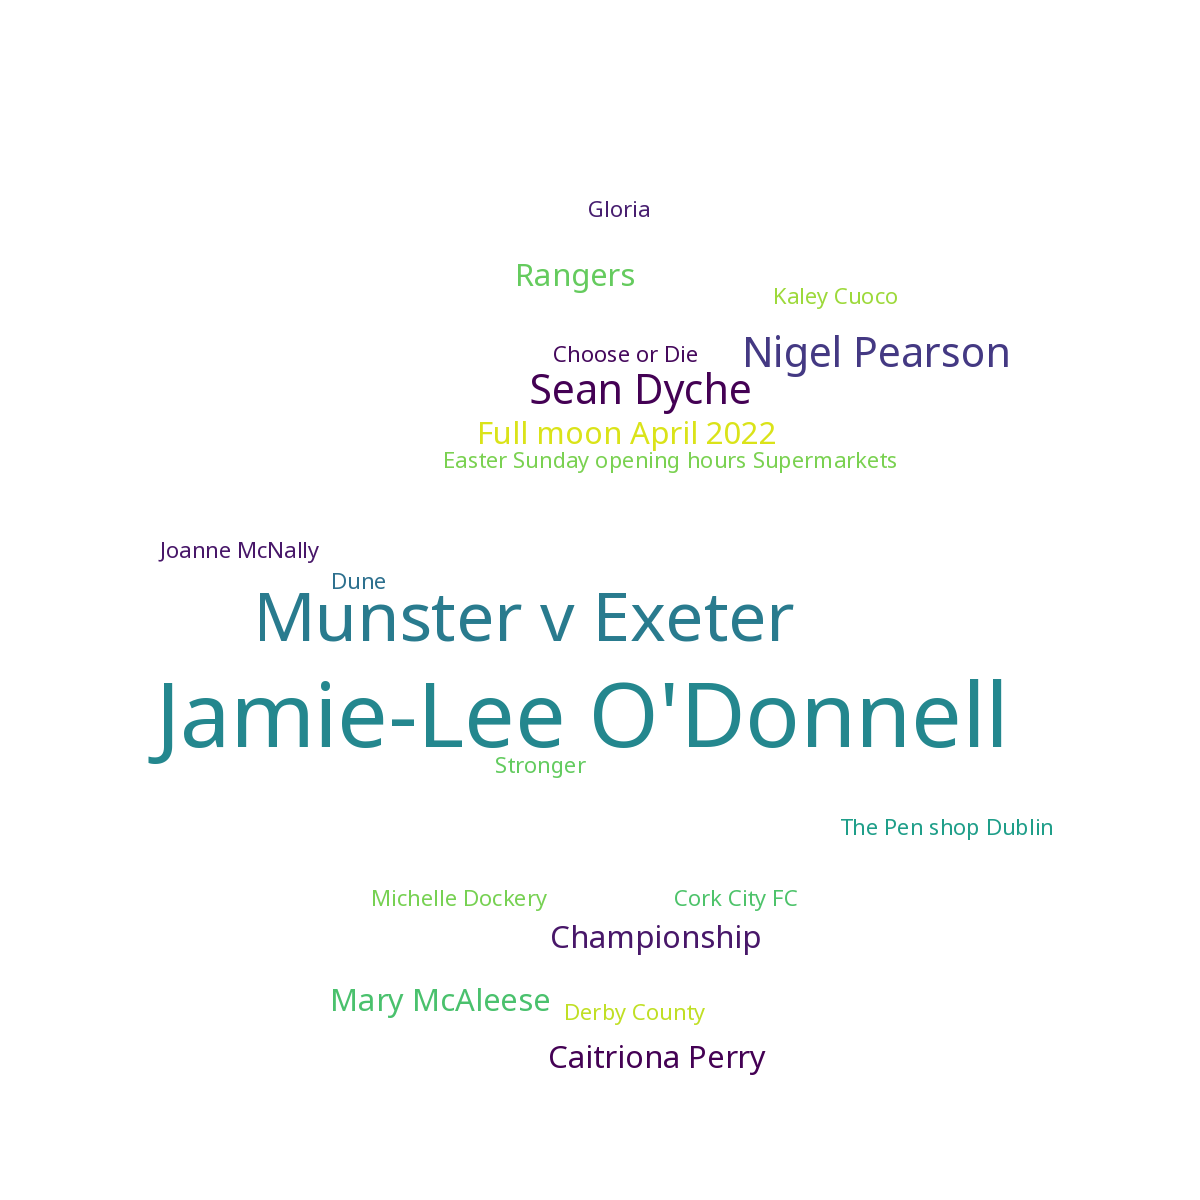 Gloria
Rangers
Kaley Cuoco
Choose or Die
Nigel Pearson
Sean Dyche
Full moon April 2022
Easter Sunday opening hours Supermarkets
Joanne McNally
Dune
Munster v Exeter
Jamie-Lee O'Donnell
Stronger
The Pen shop Dublin
Michelle Dockery
Cork City FC
Championship
Mary McAleese
Derby County
Caitriona Perry